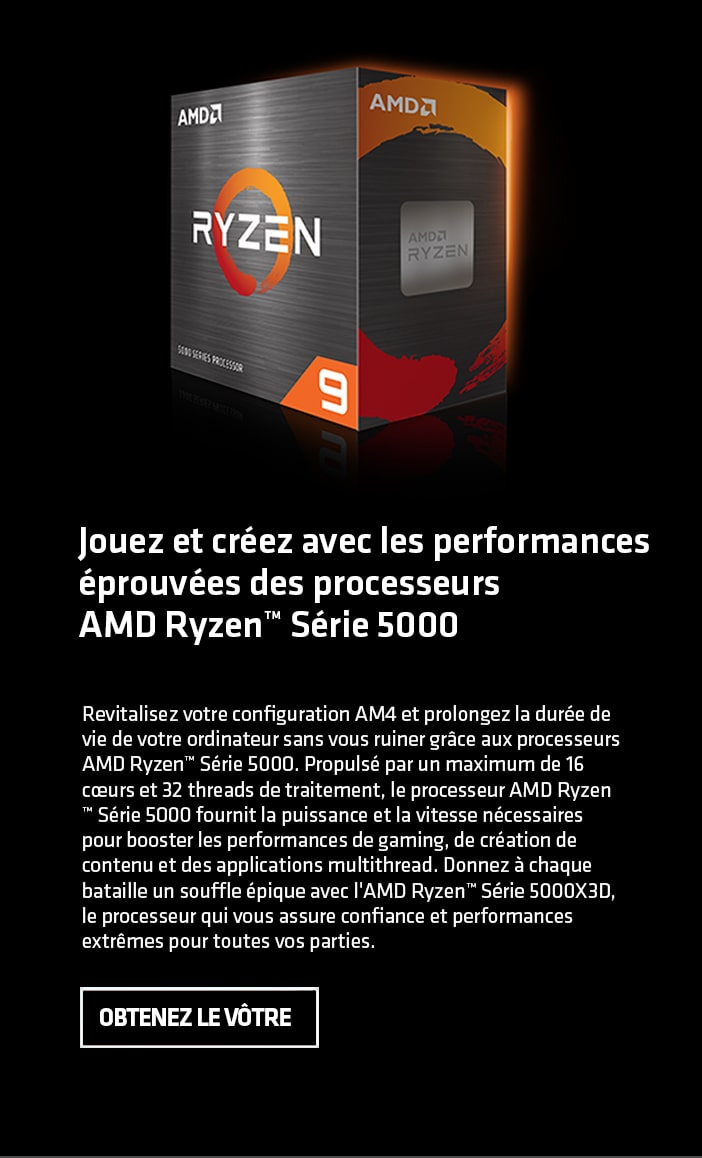 AMD
AMD
RYZEN
AMD
RYZEN
5000 SERIES PROCESSOR
9
Jouez et créez avec les performances
éprouvées des processeurs
AMD Ryzen™ Série 5000
Revitalisez votre configuration AM4 et prolongez la durée de
vie de votre ordinateur sans vous ruiner grâce aux processeurs
AMD Ryzen™ Série 5000. Propulsé par un maximum de 16
cœurs et 32 threads de traitement, le processeur AMD Ryzen
™ Série 5000 fournit la puissance et la vitesse nécessaires
pour booster les performances de gaming, de création de
contenu et des applications multithread. Donnez à chaque
bataille un souffle épique avec l'AMD Ryzen™ Série 5000X3D,
le processeur qui vous assure confiance et performances
extrêmes pour toutes vos parties.
OBTENEZ LE VÔTRE